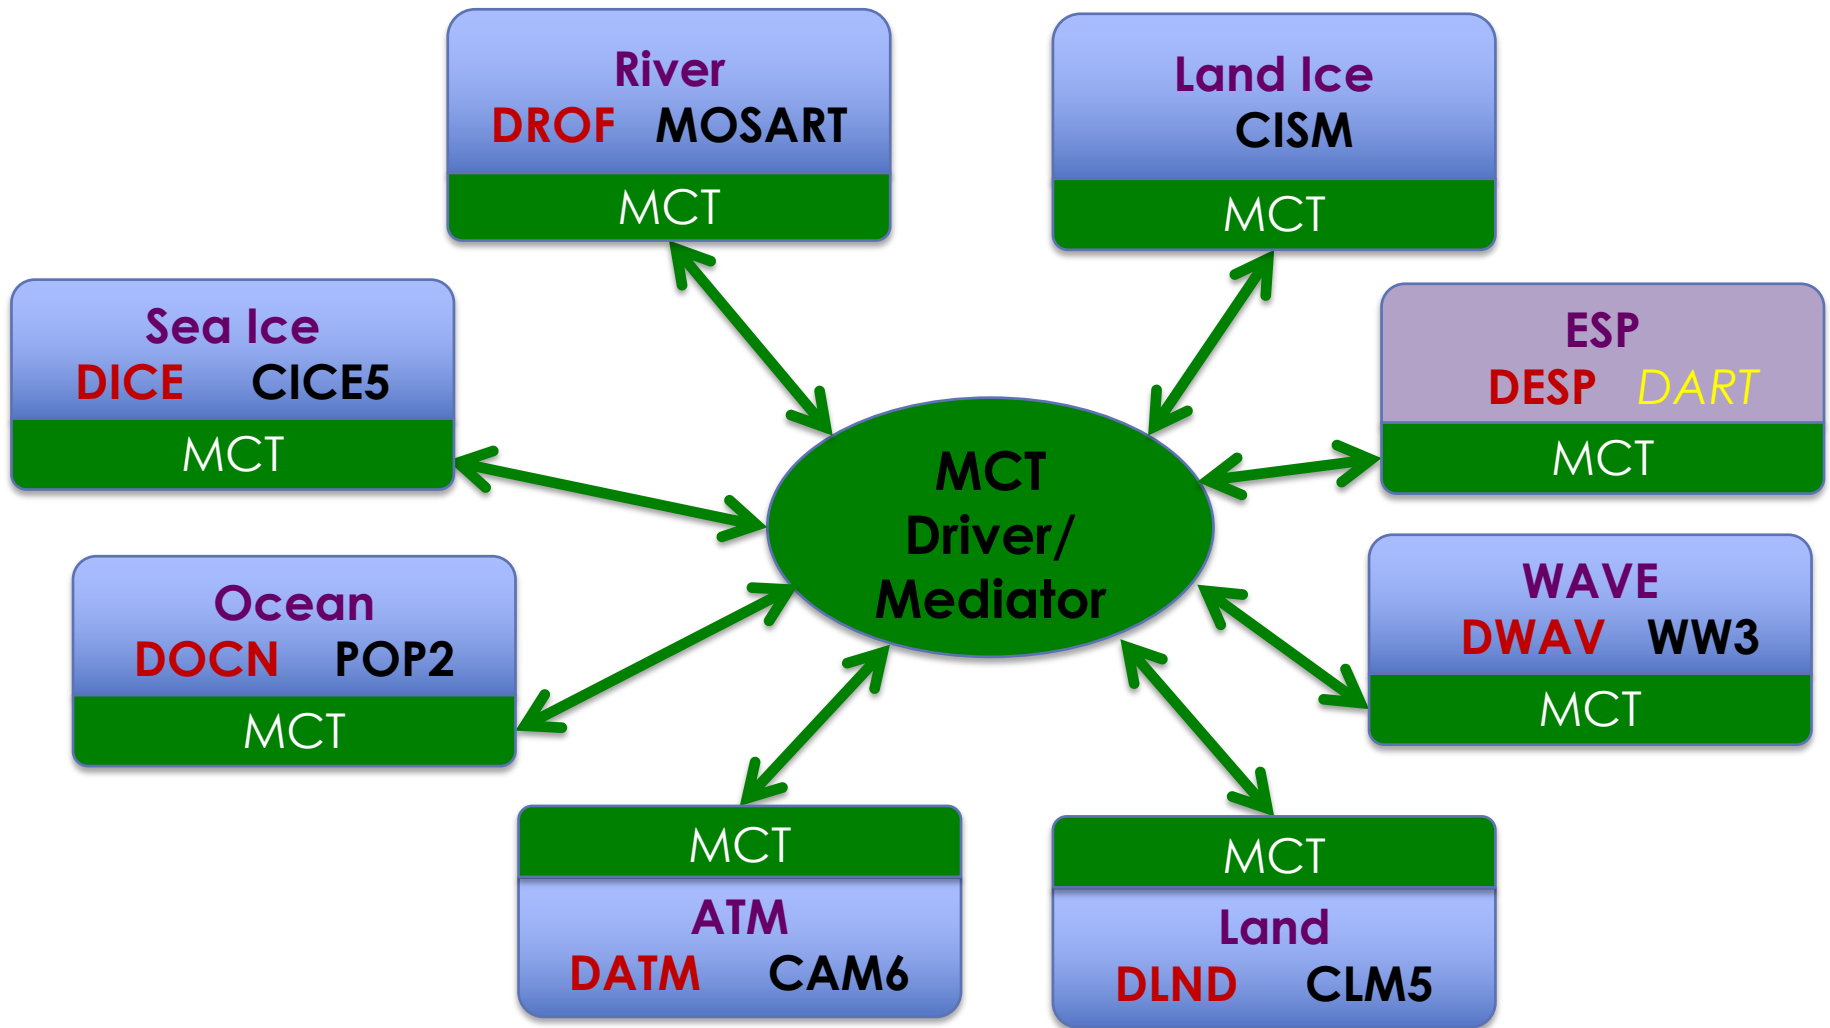 River
DROF MOSART
MCT
Land Ice
CISM
MCT
Sea Ice
DICE CICE5
MCT
ESP
DESP DART
MCT
MCT
Driver/
Mediator
Ocean
DOCN POP2
MCT
WAVE
DWAV WW3
MCT
MCT
ATM
DATM CAM6
MCT
Land
DLND CLM5